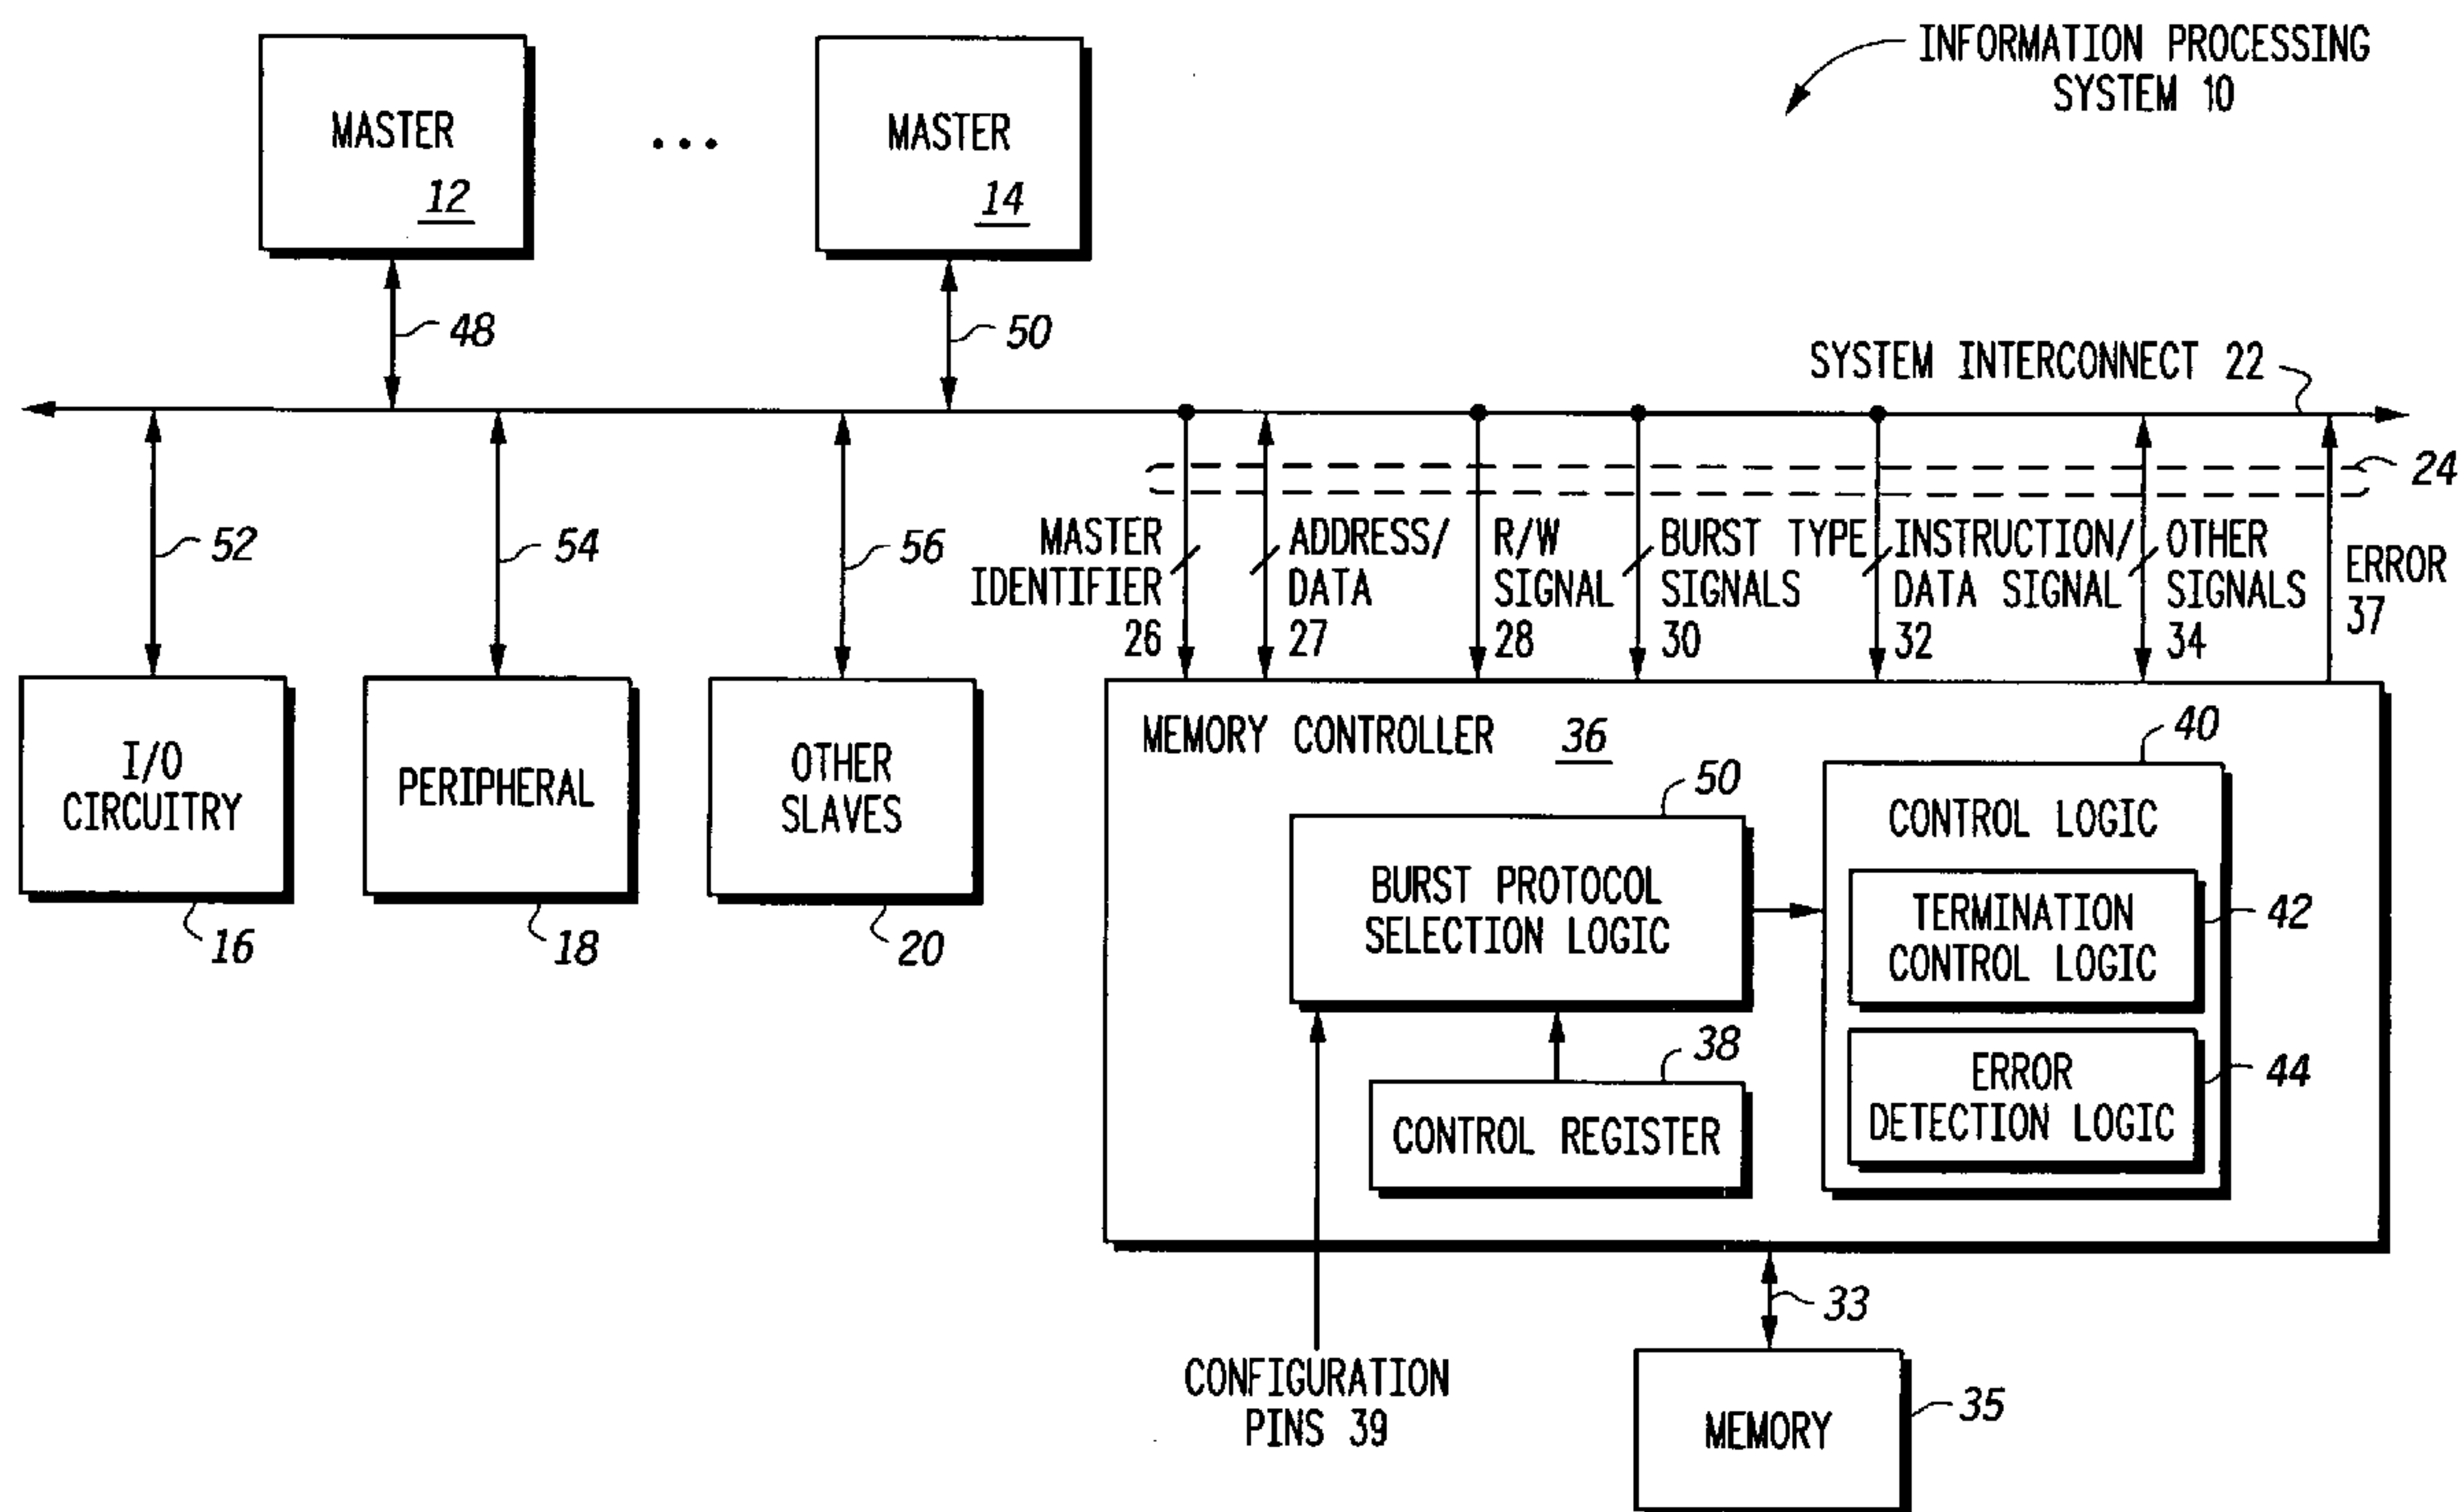 INFORMATION PROCESSING
SYSTEM 10
MASTER
12
...
MASTER
14
48
50
SYSTEM INTERCONNECT 22
24
52
54
56
MASTER
IDENTIFIER
26
ADDRESS/
DATA
27
R/W
SIGNAL
28
BURST TYPE
SIGNALS
30
INSTRUCTION/
DATA SIGNAL
32
OTHER
SIGNALS
34
ERROR
37
I/O
CIRCUITRY
16
PERIPHERAL
18
OTHER
SLAVES
20
MEMORY CONTROLLER 36
50
BURST PROTOCOL
SELECTION LOGIC
40
CONTROL LOGIC
TERMINATION
CONTROL LOGIC
42
ERROR
DETECTION LOGIC
44
38
CONTROL REGISTER
CONFIGURATION
PINS 39
33
MEMORY
35